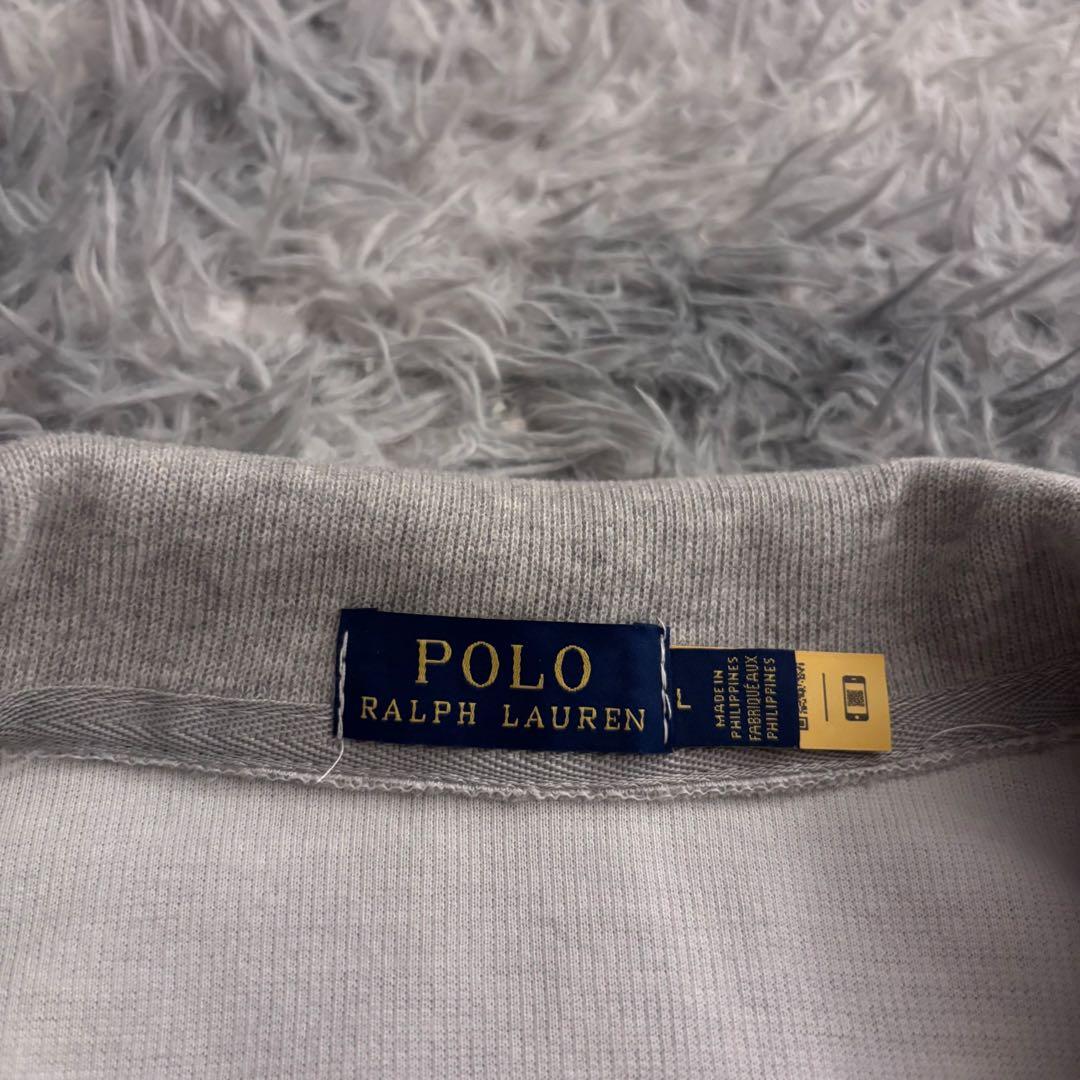 POLO
RALPH LAUREN
L
MADE IN
PHILIPPINES
FABRIQUÉ AUX
PHILIPPINES